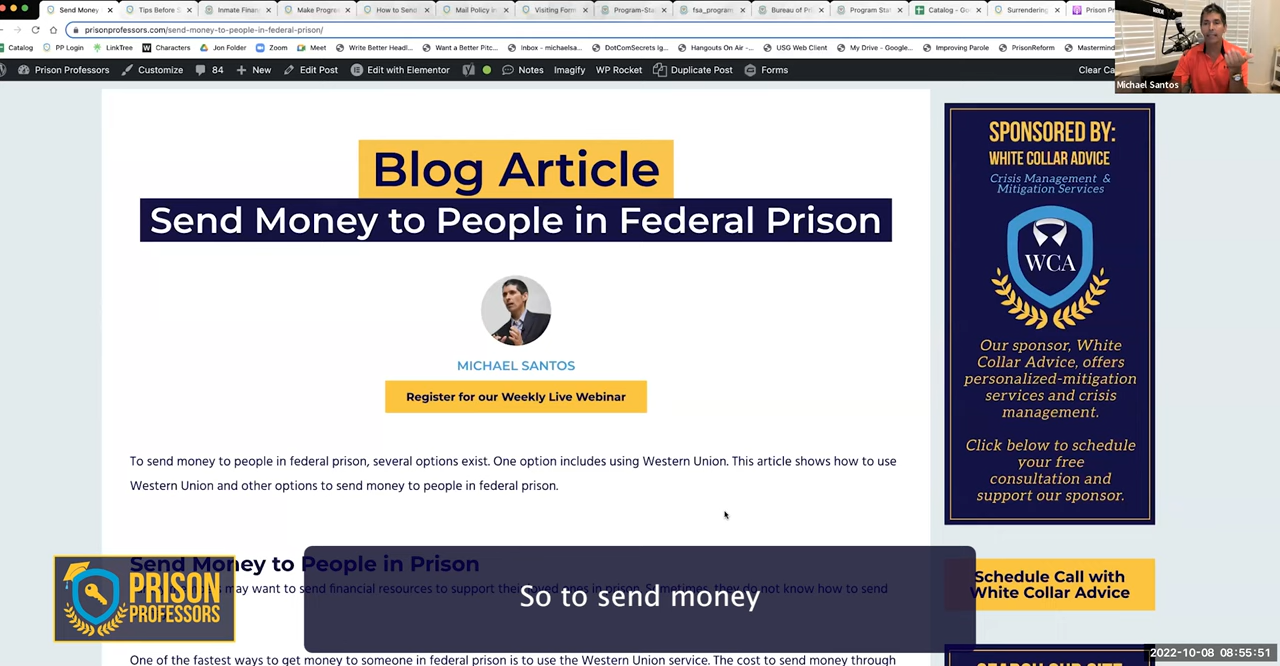 Send Money
Tips Before S
Inmate Finan
Make Progre
How to Send
Mail Policy in
Visiting Form
Program-Sta
fsa_program
Bureau of Pri
Program Sta
Catalog - Go
Surrendering
Prison Pr
prisonprofessors.com/send-money-to-people-in-federal-prison/
Catalog
PP Login
LinkTree
Characters
Jon Folder
Zoom
Meet
Write Better Headl...
Want a Better Pitc...
Inbox - michaelsa...
DotComSecrets Ig...
Hangouts On Air -...
USG Web Client
My Drive - Google...
Improving Parole
PrisonReform
Mastermind
Michael Santos
Prison Professors
Customize
84
New
Edit Post
Edit with Elementor
Notes
Imagify
WP Rocket
Duplicate Post
Forms
Clear Ca
Blog Article
Send Money to People in Federal Prison
MICHAEL SANTOS
Register for our Weekly Live Webinar
To send money to people in federal prison, several options exist. One option includes using Western Union. This article shows how to use
Western Union and other options to send money to people in federal prison.
Send Money to People in Prison
may want to send financial resources to support their loved ones in prison. Sometimes, they do not know how to send
One of the fastest ways to get money to someone in federal prison is to use the Western Union service. The cost to send money through
SPONSORED BY:
WHITE COLLAR ADVICE
Crisis Management &
Mitigation Services
WCA
Our sponsor, White
Collar Advice, offers
personalized-mitigation
services and crisis
management.
Click below to schedule
your free
consultation and
support our sponsor.
Schedule Call with
White Collar Advice
SEARCH OUR SITE
PRISON
PROFESSORS
So to send money
2022-10-08 08:55:51